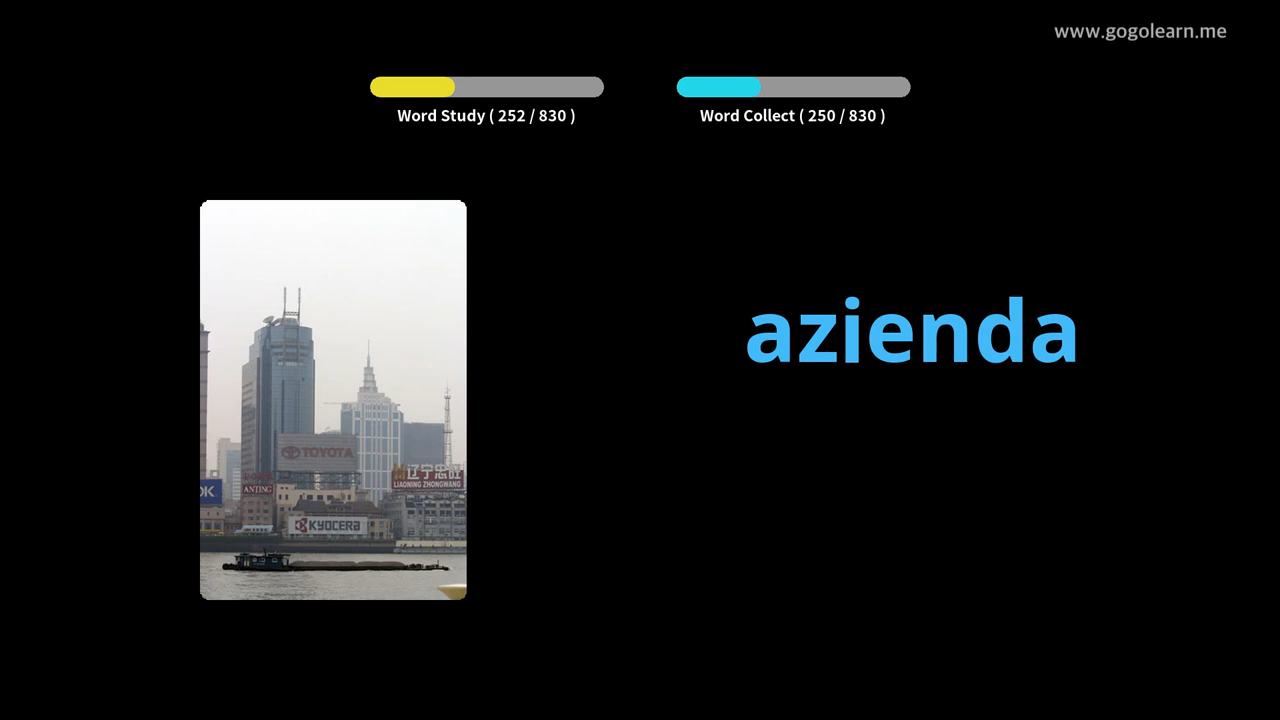 www.gogolearn.me
Word Study ( 252 / 830 )
Word Collect ( 250 / 830 )
azienda
TOYOTA
辽宁忠旺
LIAONING ZHONGWANG
ANTING
KYOCERA